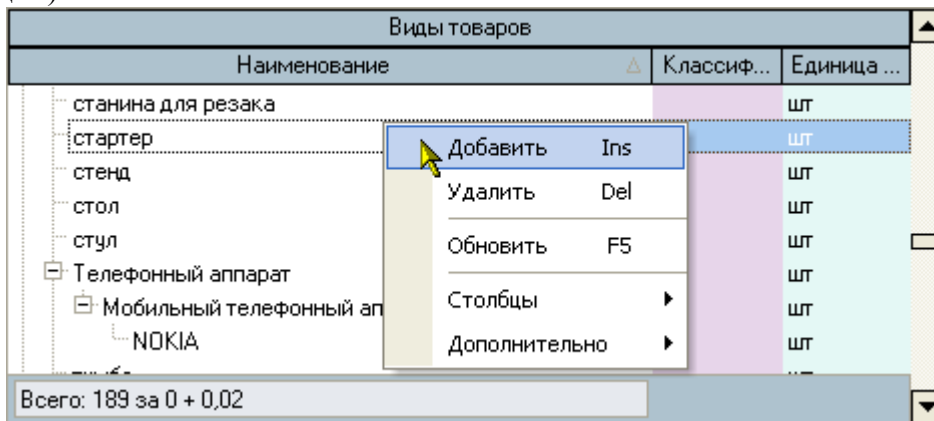 Виды товаров
Наименование Классиф... Единица ...
станина для резака шт
стартер шт
стенд шт
стол шт
стул шт
Телефонный аппарат шт
Мобильный телефонный ап шт
NOKIA шт
Добавить Ins
Удалить Del
Обновить F5
Столбцы
Дополнительно
Всего: 189 за 0 + 0,02